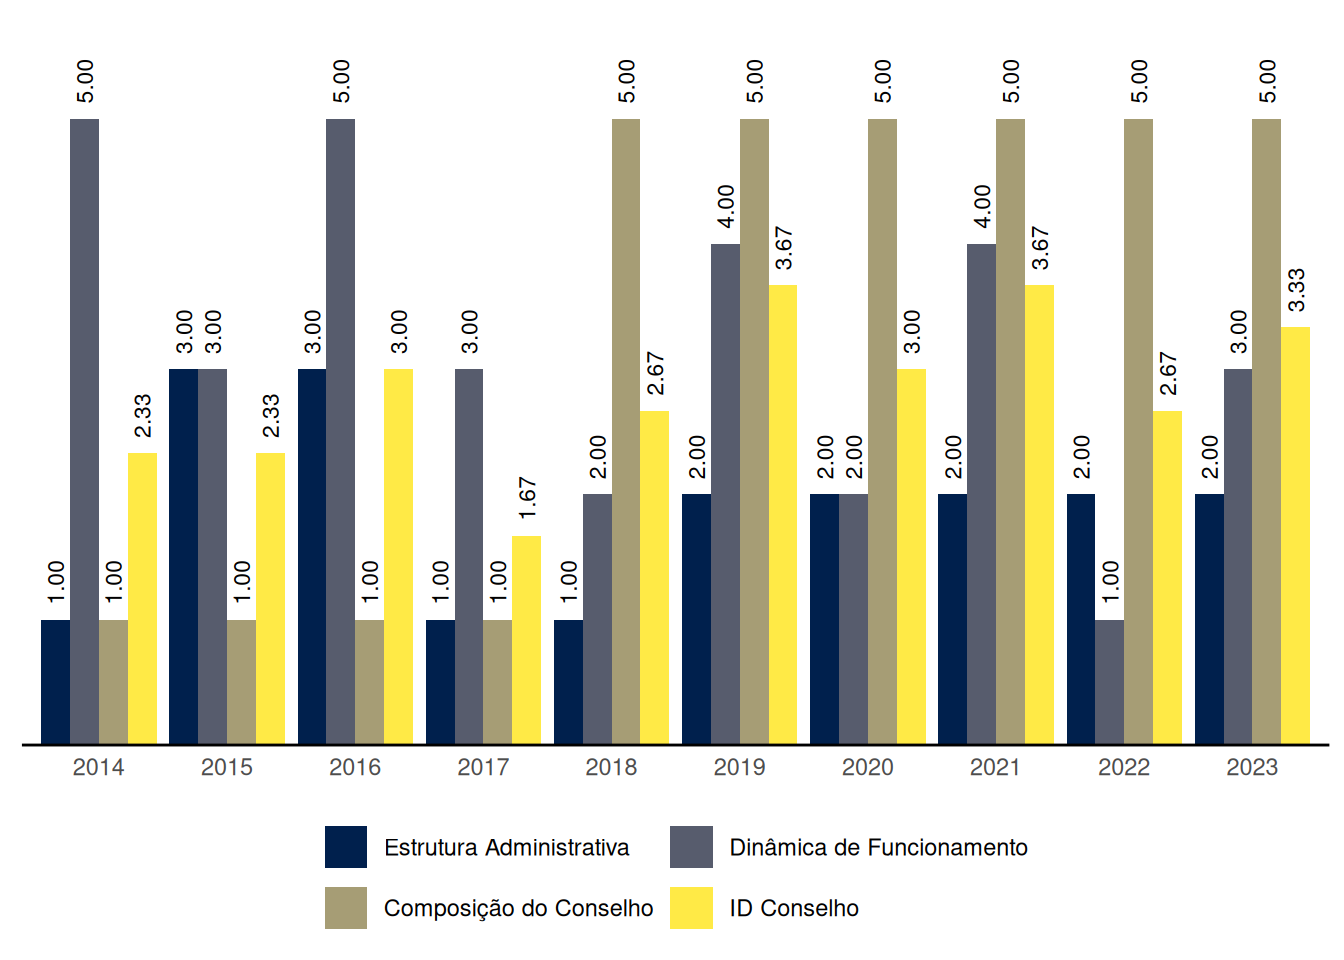 5.00 5.00 5.00 5.00 5.00 5.00 5.00 5.00
4.00 4.00
3.67 3.67
3.33
3.00 3.00 3.00 3.00 3.00 3.00 3.00
2.67 2.67
2.33 2.33
2.00 2.00 2.00 2.00 2.00 2.00 2.00
1.67
1.00 1.00 1.00 1.00 1.00 1.00 1.00 1.00
2014 2015 2016 2017 2018 2019 2020 2021 2022 2023
Estrutura Administrativa Dinâmica de Funcionamento
Composição do Conselho ID Conselho